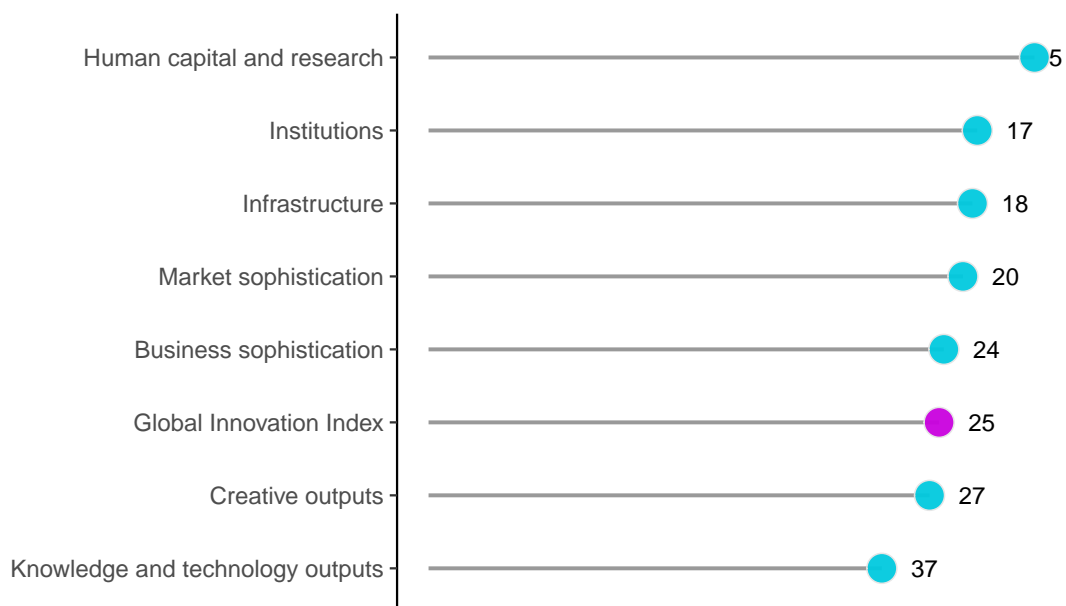 Human capital and research 5
Institutions 17
Infrastructure 18
Market sophistication 20
Business sophistication 24
Global Innovation Index 25
Creative outputs 27
Knowledge and technology outputs 37